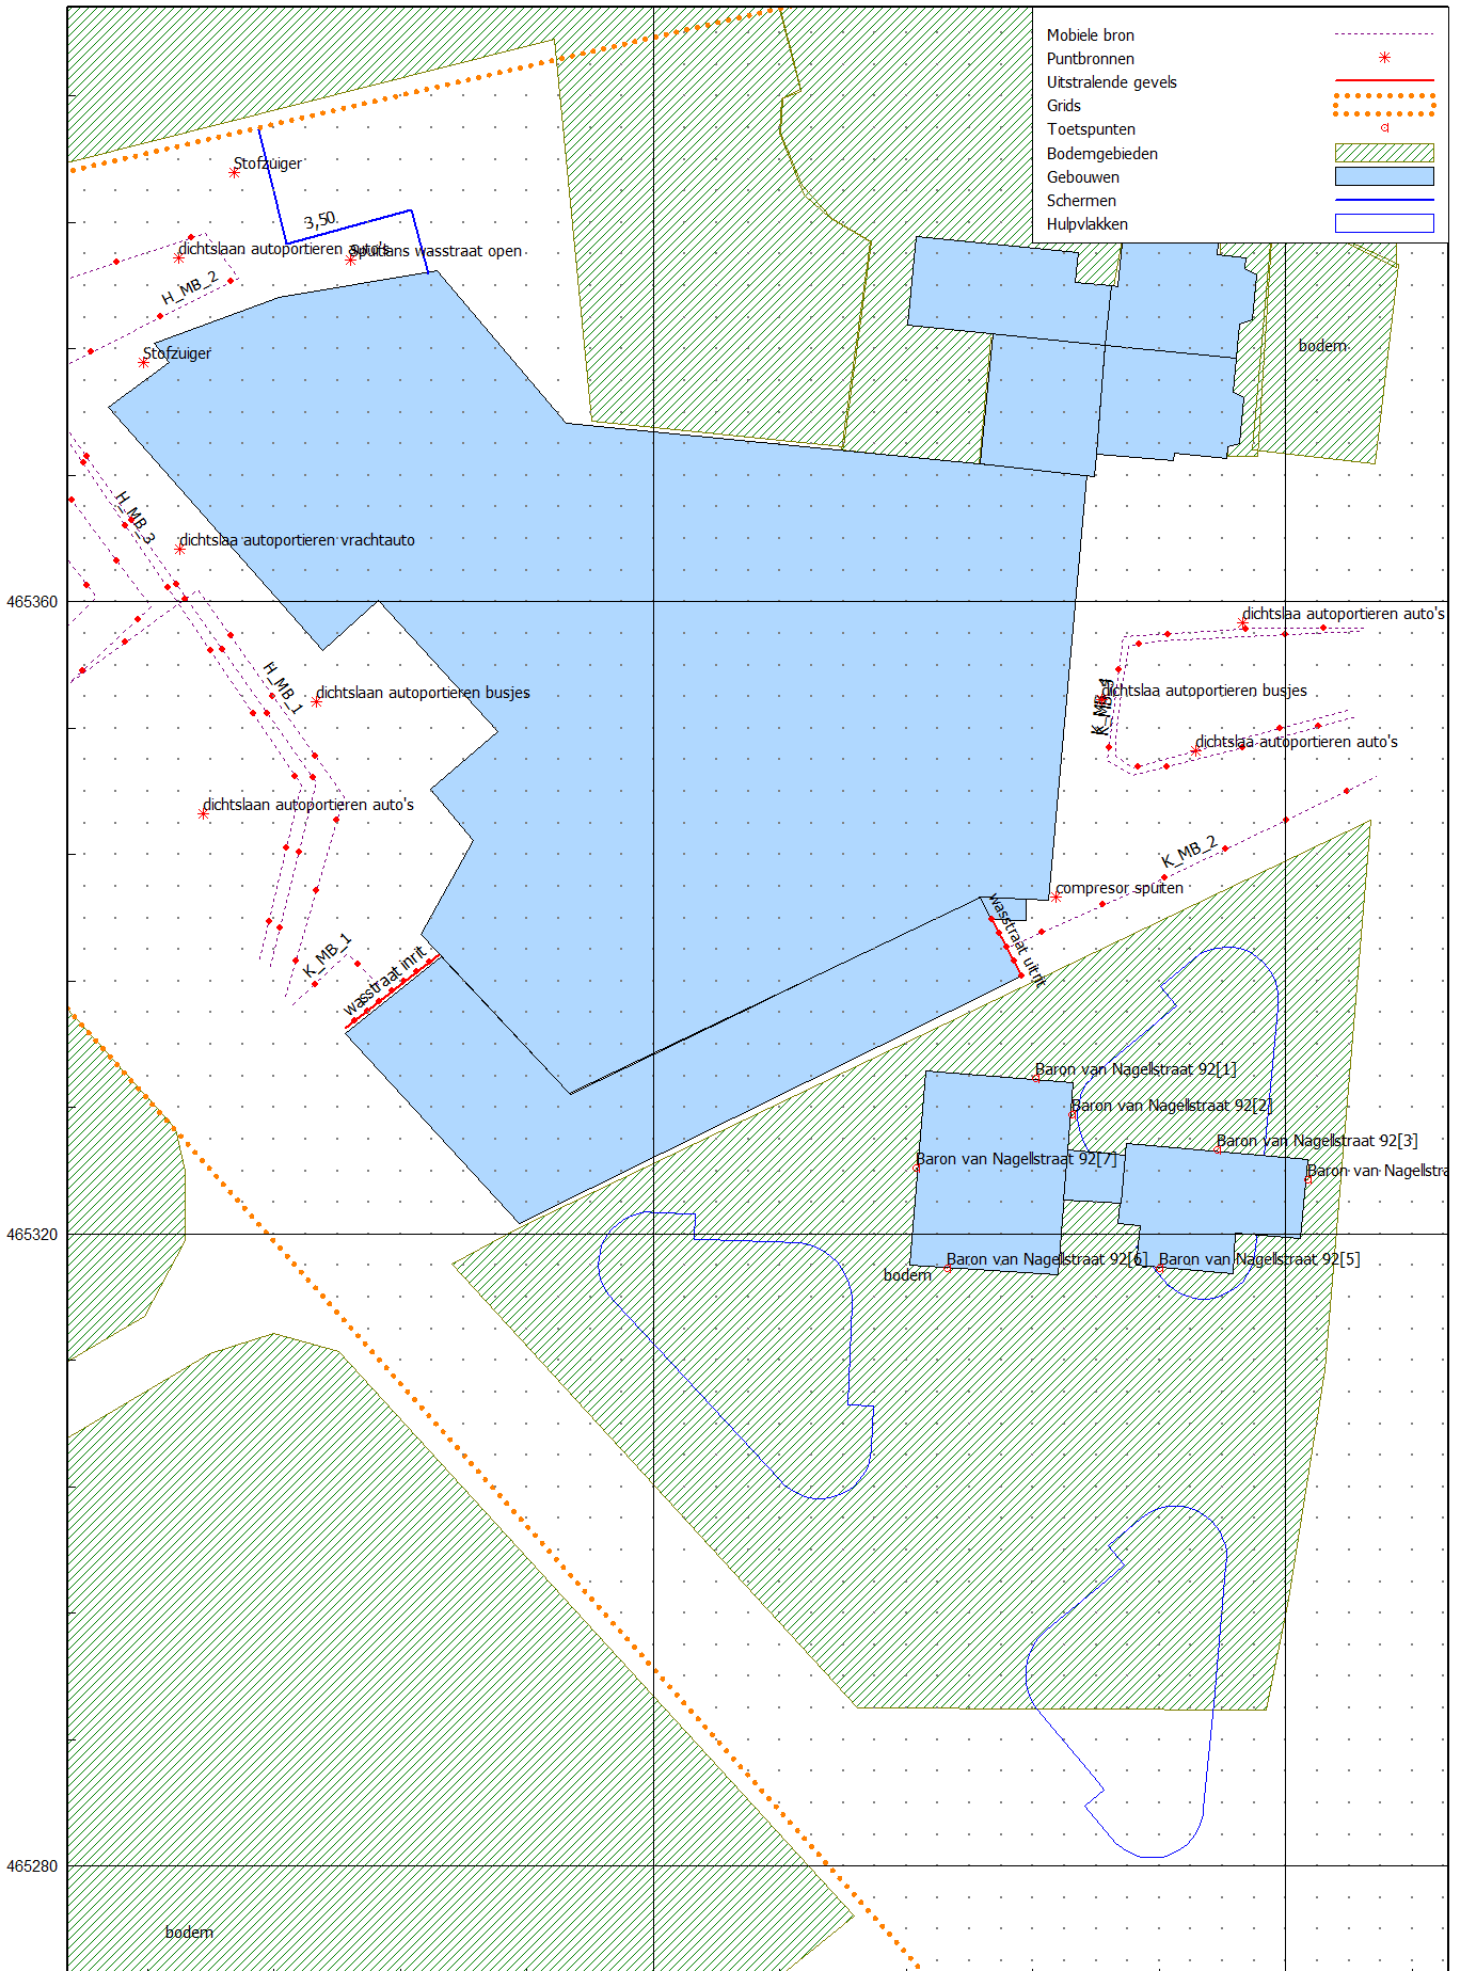 Mobiele bron
Puntbronnen
Uitstralende gevels
Grids
Toetspunten
Bodemgebieden
Gebouwen
Schermen
Hulpvlakken
Stofzuiger
3,50
dichtslaan autoportieren auto's
Spuitlans wasstraat open
H_MB_2
Stofzuiger
bodem
H_MB_3
dichtslaa autoportieren vrachtauto
465360
dichtslaa autoportieren auto's
H_MB_1
dichtslaan autoportieren busjes
dichtslaa autoportieren busjes
dichtslaa autoportieren auto's
dichtslaan autoportieren auto's
K_MB_2
compresor spuiten
wasstraat uitrit
K_MB_1
wasstraat inrit
Baron van Nagellstraat 92[1]
Baron van Nagellstraat 92[2]
Baron van Nagellstraat 92[3]
Baron van Nagellstraat 92[7]
Baron van Nagellstra
465320
Baron van Nagellstraat 92[6]
Baron van Nagellstraat 92[5]
bodem
465280
bodem